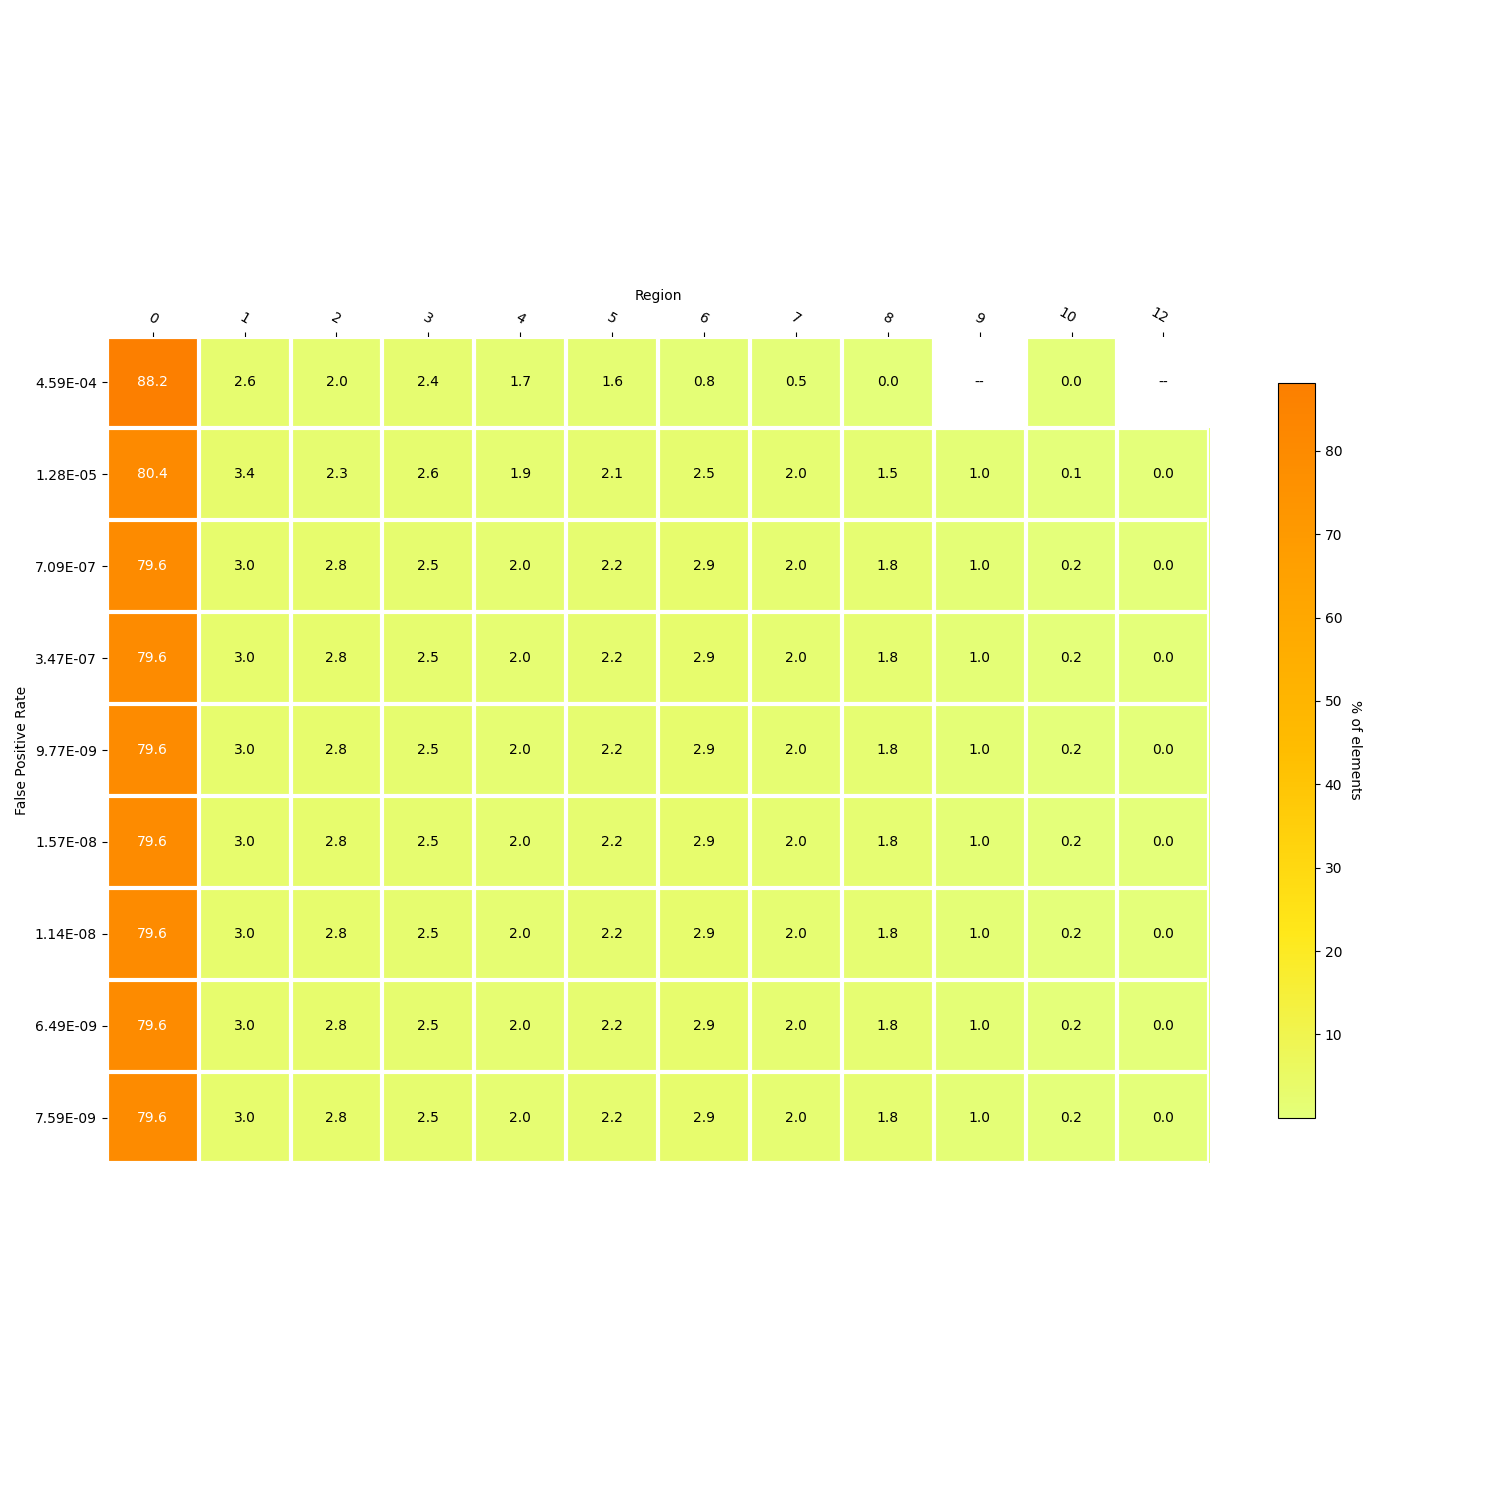 Region
0 1 2 3 4 5 6 7 8 9 10 12
4.59E-04 88.2 2.6 2.0 2.4 1.7 1.6 0.8 0.5 0.0 -- 0.0 --
1.28E-05 80.4 3.4 2.3 2.6 1.9 2.1 2.5 2.0 1.5 1.0 0.1 0.0
7.09E-07 79.6 3.0 2.8 2.5 2.0 2.2 2.9 2.0 1.8 1.0 0.2 0.0
3.47E-07 79.6 3.0 2.8 2.5 2.0 2.2 2.9 2.0 1.8 1.0 0.2 0.0
9.77E-09 79.6 3.0 2.8 2.5 2.0 2.2 2.9 2.0 1.8 1.0 0.2 0.0
1.57E-08 79.6 3.0 2.8 2.5 2.0 2.2 2.9 2.0 1.8 1.0 0.2 0.0
1.14E-08 79.6 3.0 2.8 2.5 2.0 2.2 2.9 2.0 1.8 1.0 0.2 0.0
6.49E-09 79.6 3.0 2.8 2.5 2.0 2.2 2.9 2.0 1.8 1.0 0.2 0.0
7.59E-09 79.6 3.0 2.8 2.5 2.0 2.2 2.9 2.0 1.8 1.0 0.2 0.0
False Positive Rate
80
70
60
50
40
30
20
10
% of elements